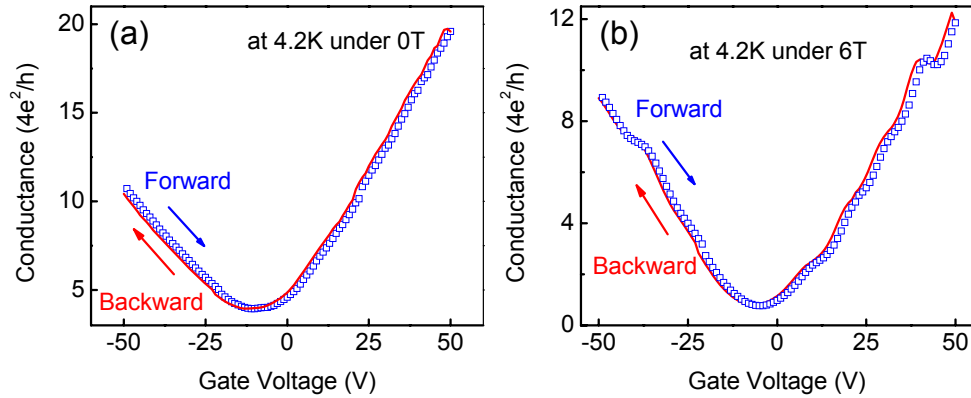 (a)
at 4.2K under 0T
Forward
Backward
Conductance (4e²/h)
20
15
10
5
-50 -25 0 25 50
Gate Voltage (V)
(b)
at 4.2K under 6T
Forward
Backward
Conductance (4e²/h)
12
8
4
0
-50 -25 0 25 50
Gate Voltage (V)